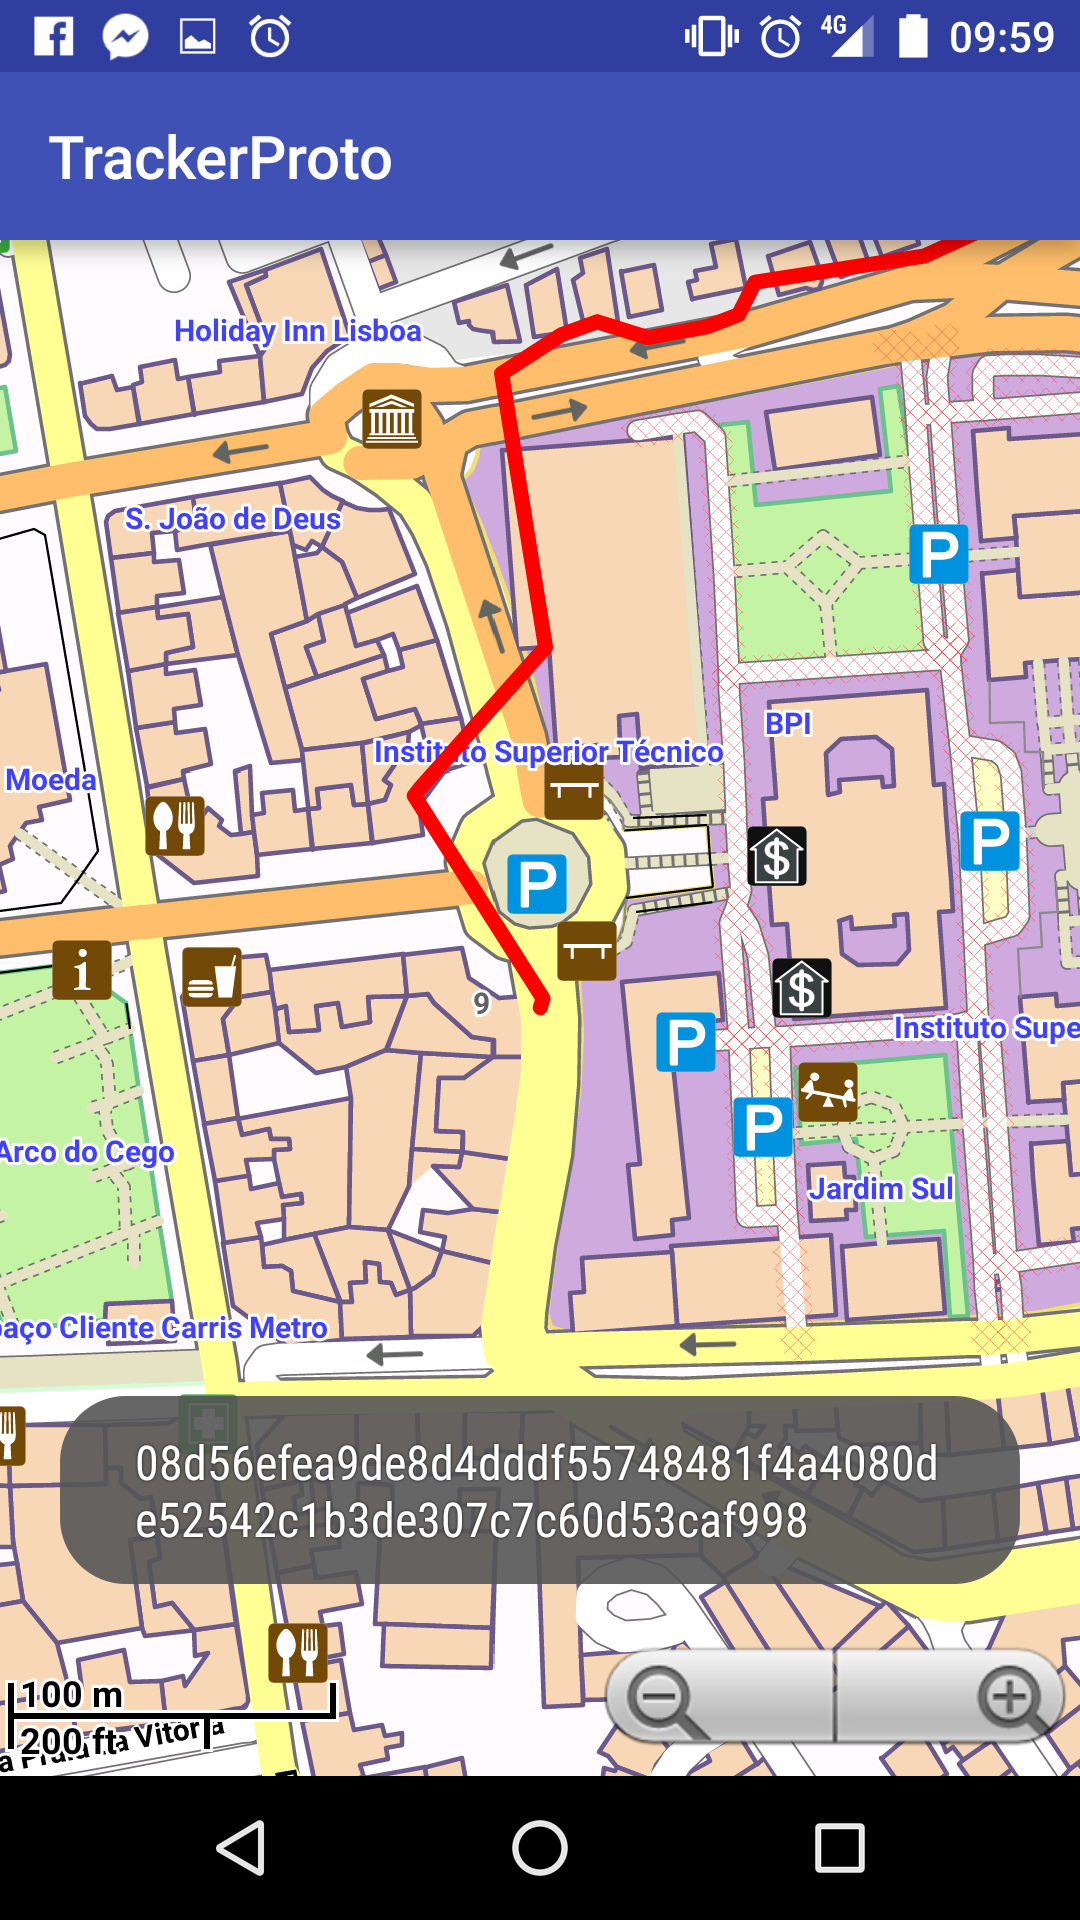 4G 09:59
TrackerProto
Holiday Inn Lisboa
S. João de Deus
P
BPI
Instituto Superior Técnico
Moeda
P
P
$
i
$
9
Instituto Supe
P
P
Arco do Cego
Jardim Sul
paço Cliente Carris Metro
08d56efea9de8d4dddf55748481f4a4080d
e52542c1b3de307c7c60d53caf998
100 m
200 ft
Vitória